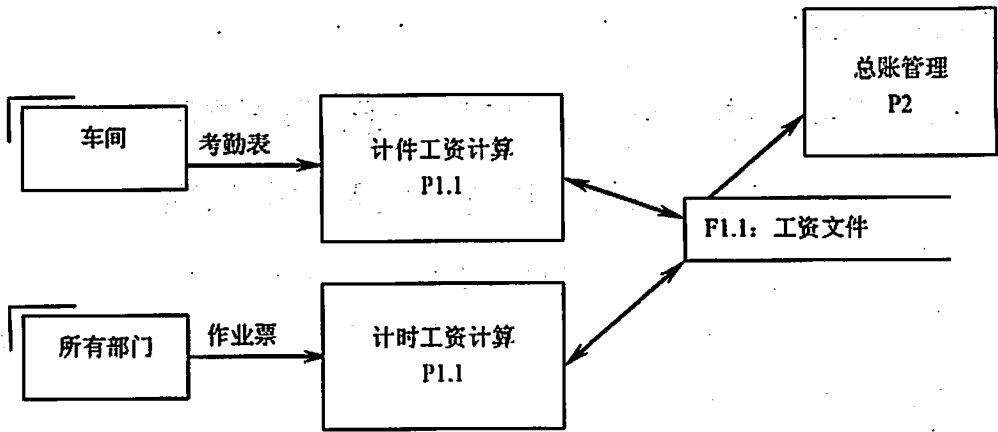 总账管理
P2
车间
考勤表
计件工资计算
P1.1
F1.1：工资文件
所有部门
作业票
计时工资计算
P1.1